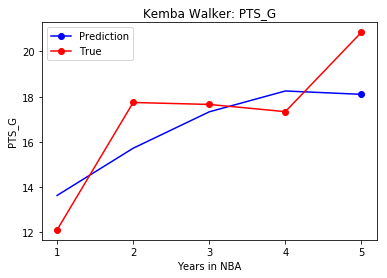 Kemba Walker: PTS_G
Prediction
True
PTS_G
20
18
16
14
12
1 2 3 4 5
Years in NBA